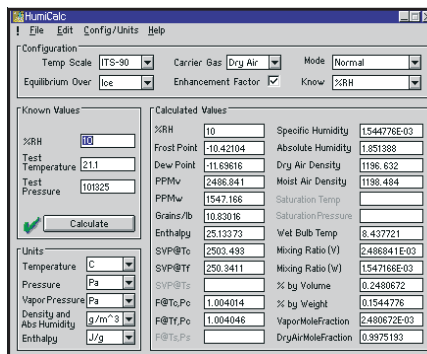 HumiCalc
! File Edit Config/Units Help
Configuration
Temp Scale ITS-90 Carrier Gas Dry Air Mode Normal
Equilibrium Over Ice Enhancement Factor Know %RH
Known Values
%RH 10
Test Temperature 21.1
Test Pressure 101325
Calculate
Units
Temperature C
Pressure Pa
Vapor Pressure Pa
Density and Abs Humidity g/m^3
Enthalpy J/g
Calculated Values
%RH 10 Specific Humidity 1.544776E-03
Frost Point -10.42104 Absolute Humidity 1.851388
Dew Point -11.69616 Dry Air Density 1196.632
PPMv 2486.841 Moist Air Density 1198.484
PPMw 1547.166 Saturation Temp
Grains/lb 10.83016 Saturation Pressure
Enthalpy 25.13373 Wet Bulb Temp 8.437721
SVP@Tc 2503.493 Mixing Ratio (V) 2.486841E-03
SVP@Tf 250.3411 Mixing Ratio (W) 1.547166E-03
SVP@Ts % by Volume 0.2480672
F@Tc,Pc 1.004014 % by Weight 0.1544776
F@Tf,Pc 1.004046 VaporMoleFraction 2.480672E-03
F@Ts,Ps DryAirMoleFraction 0.9975193